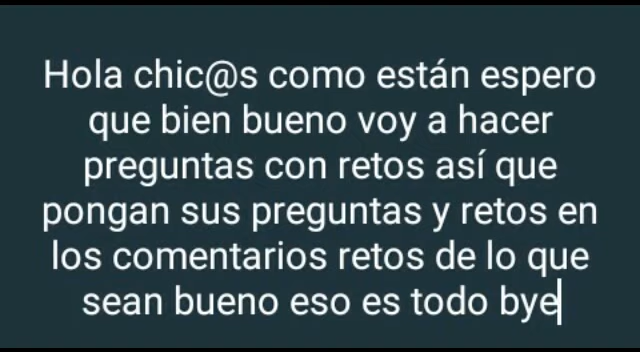 Hola chic@s como están espero
que bien bueno voy a hacer
preguntas con retos así que
pongan sus preguntas y retos en
los comentarios retos de lo que
sean bueno eso es todo bye